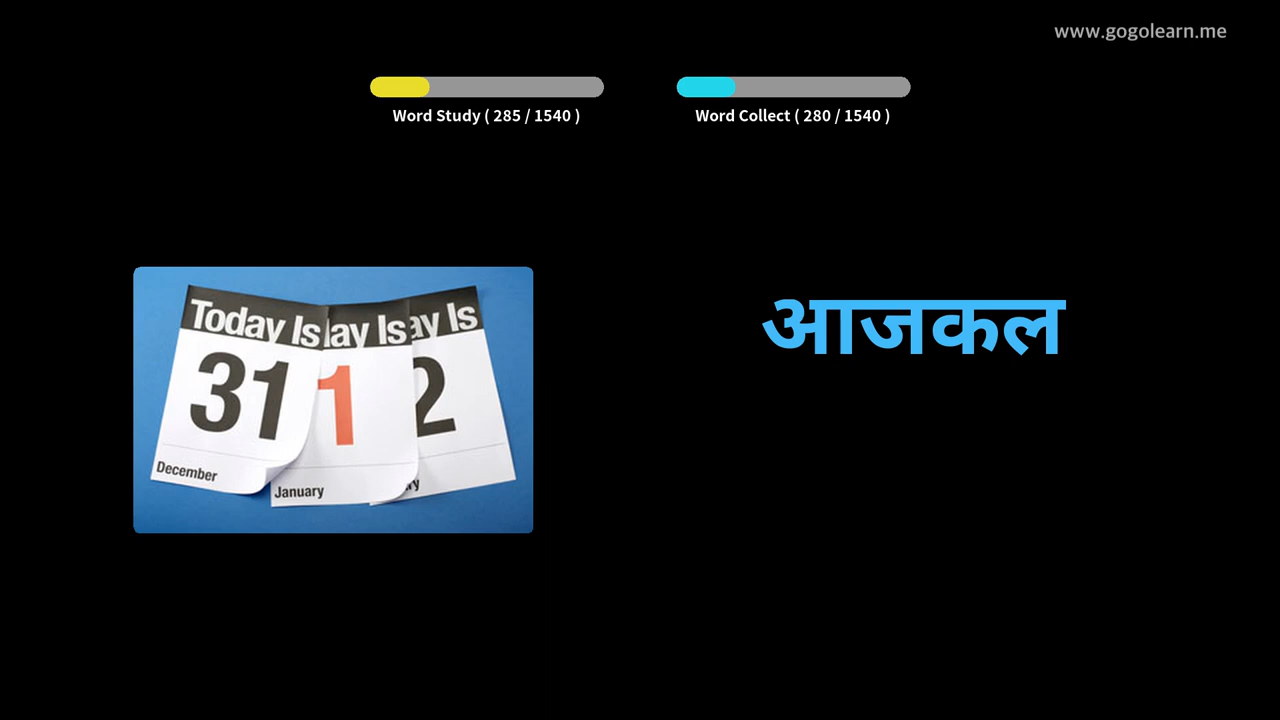 www.gogolearn.me
Word Study ( 285 / 1540 )
Word Collect ( 280 / 1540 )
आजकल
Today Is
31
December
ay Is
1
January
ay Is
2
ry